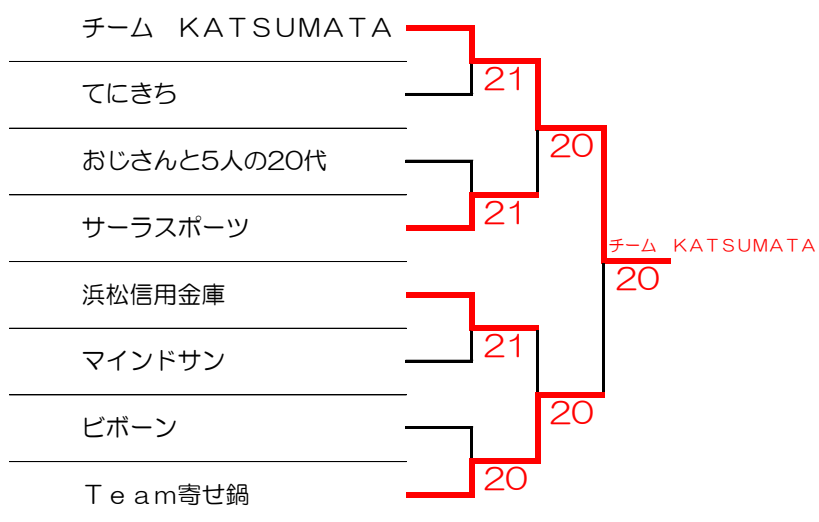 チーム　ＫＡＴＳＵＭＡＴＡ
てにきち
おじさんと5人の20代
サーラスポーツ
浜松信用金庫
マインドサン
ビボーン
Ｔｅａｍ寄せ鍋
21
21
21
20
20
20
チーム　ＫＡＴＳＵＭＡＴＡ
20